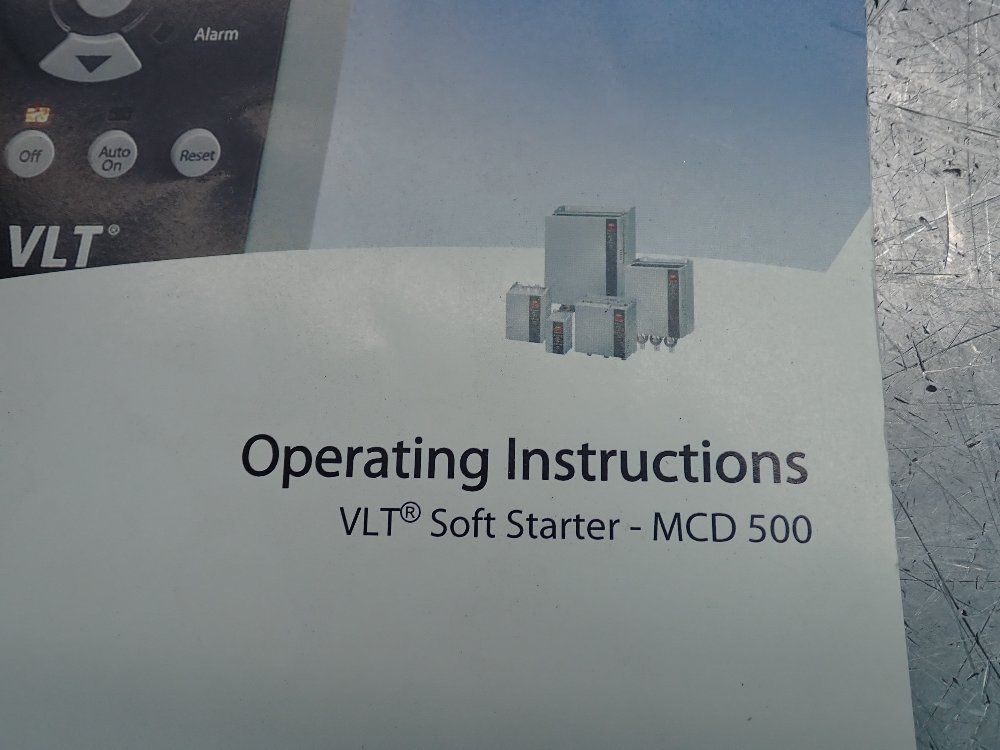 Alarm
Off
Auto
On
Reset
VLT®
Operating Instructions
VLT® Soft Starter - MCD 500